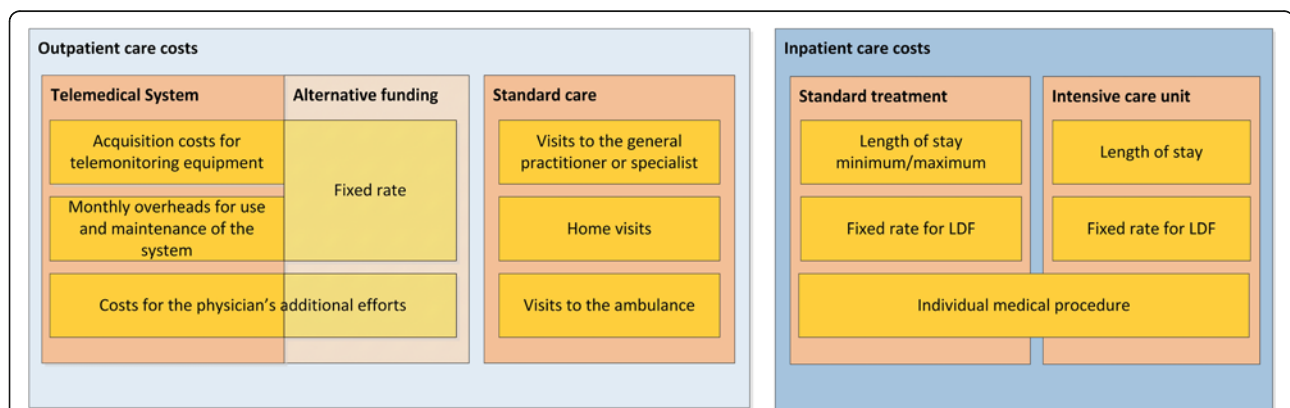 Outpatient care costs
Telemedical System
Alternative funding
Acquisition costs for
telemonitoring equipment
Fixed rate
Monthly overheads for use
and maintenance of the
system
Costs for the physician's additional efforts
Standard care
Visits to the general
practitioner or specialist
Home visits
Visits to the ambulance
Inpatient care costs
Standard treatment
Length of stay
minimum/maximum
Fixed rate for LDF
Intensive care unit
Length of stay
Fixed rate for LDF
Individual medical procedure